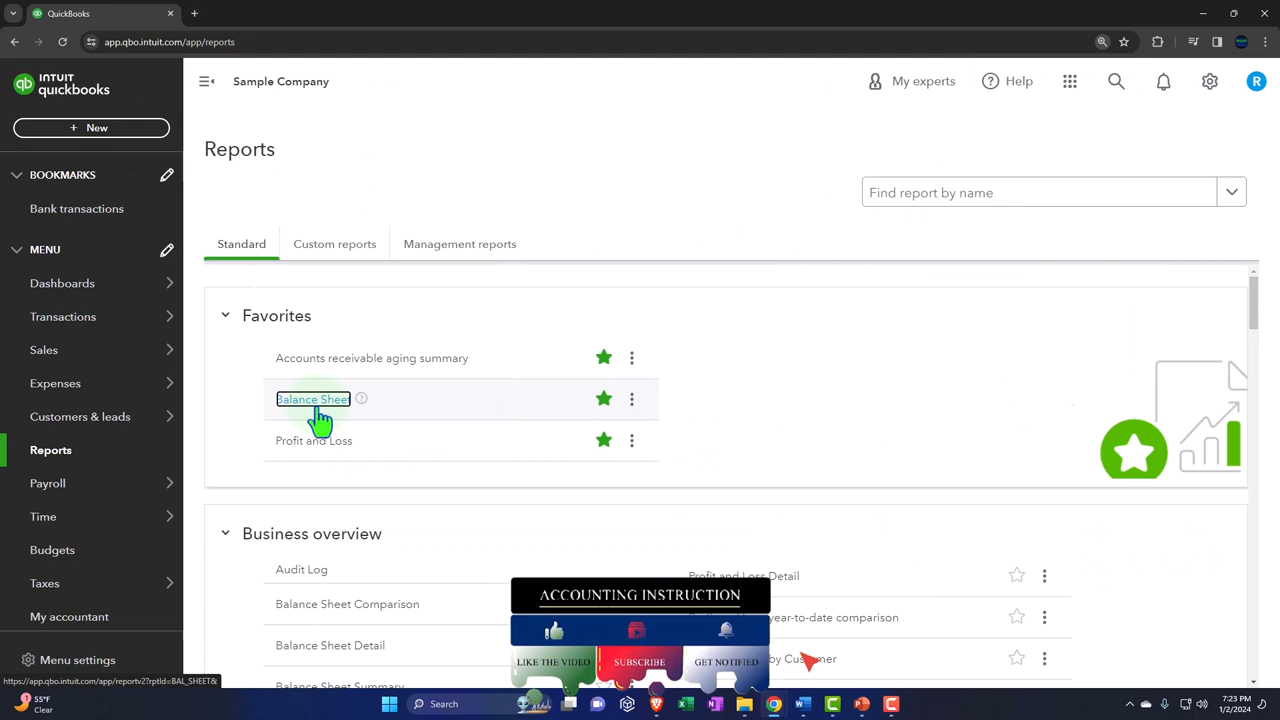 QuickBooks
app.qbo.intuit.com/app/reports
INTUIT
quickbooks
Sample Company
My experts
Help
R
+ New
Reports
BOOKMARKS
Find report by name
Bank transactions
Standard
Custom reports
Management reports
MENU
Dashboards
Transactions
Favorites
Sales
Accounts receivable aging summary
Expenses
Balance Sheet
Customers & leads
Profit and Loss
Reports
Payroll
Time
Business overview
Budgets
Audit Log
Profit and Loss Detail
Taxes
Balance Sheet Comparison
ACCOUNTING INSTRUCTION
year-to-date comparison
My accountant
Balance Sheet Detail
LIKE THE VIDEO
SUBSCRIBE
GET NOTIFIED
by Customer
Menu settings
Balance Sheet Summary
https://app.qbo.intuit.com/app/reportv2?rptId=BAL_SHEET&
55°F
Clear
Search
7:23 PM
1/2/2024